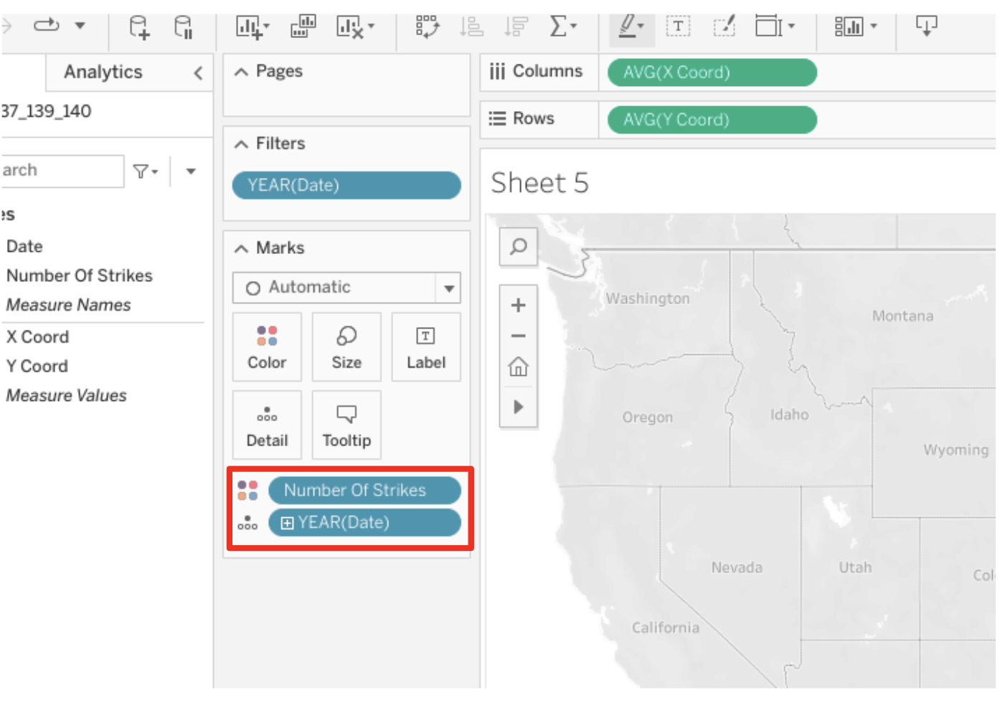 Analytics
37_139_140
arch
es
Date
Number Of Strikes
Measure Names
X Coord
Y Coord
Measure Values
Pages
Filters
YEAR(Date)
Marks
Automatic
Color
Size
T
Label
Detail
Tooltip
Number Of Strikes
YEAR(Date)
T
Columns
AVG(X Coord)
Rows
AVG(Y Coord)
Sheet 5
Washington
Montana
Oregon
Idaho
Wyoming
Nevada
Utah
Col
California